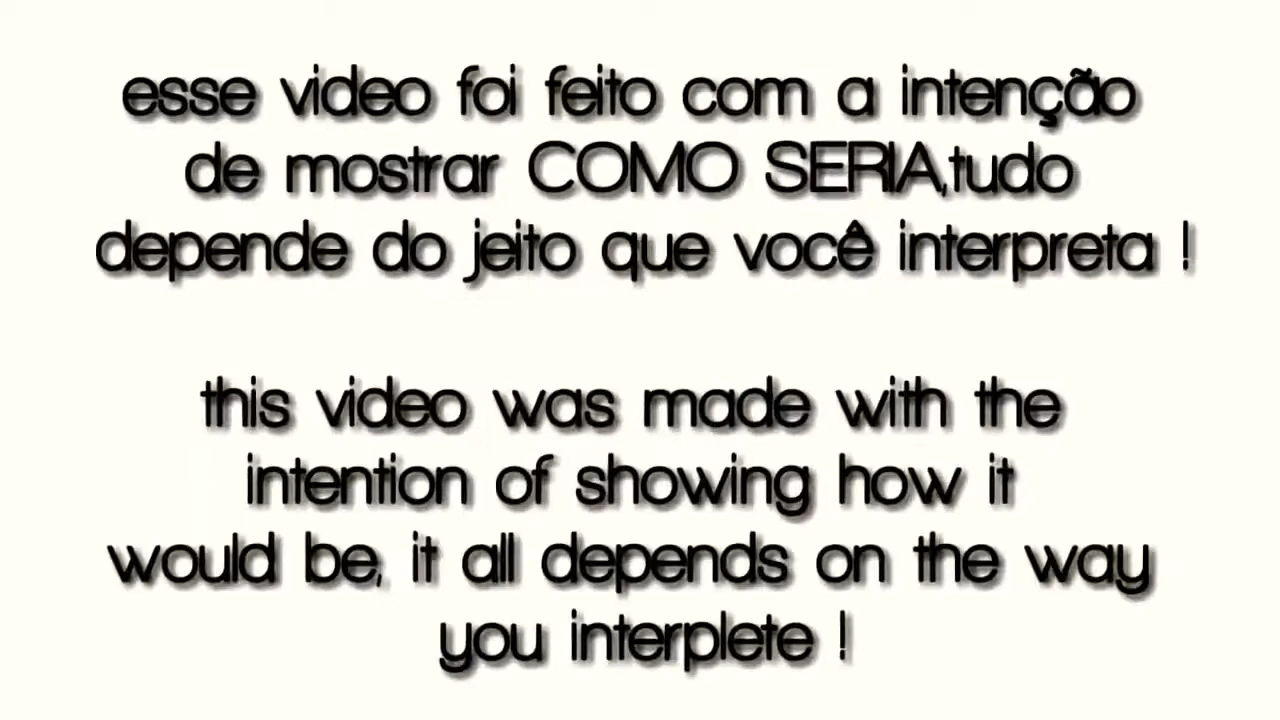 esse video foi feito com a intenção
de mostrar COMO SERIA,tudo
depende do jeito que você interpreta !
this video was made with the
intention of showing how it
would be, it all depends on the way
you interplete !